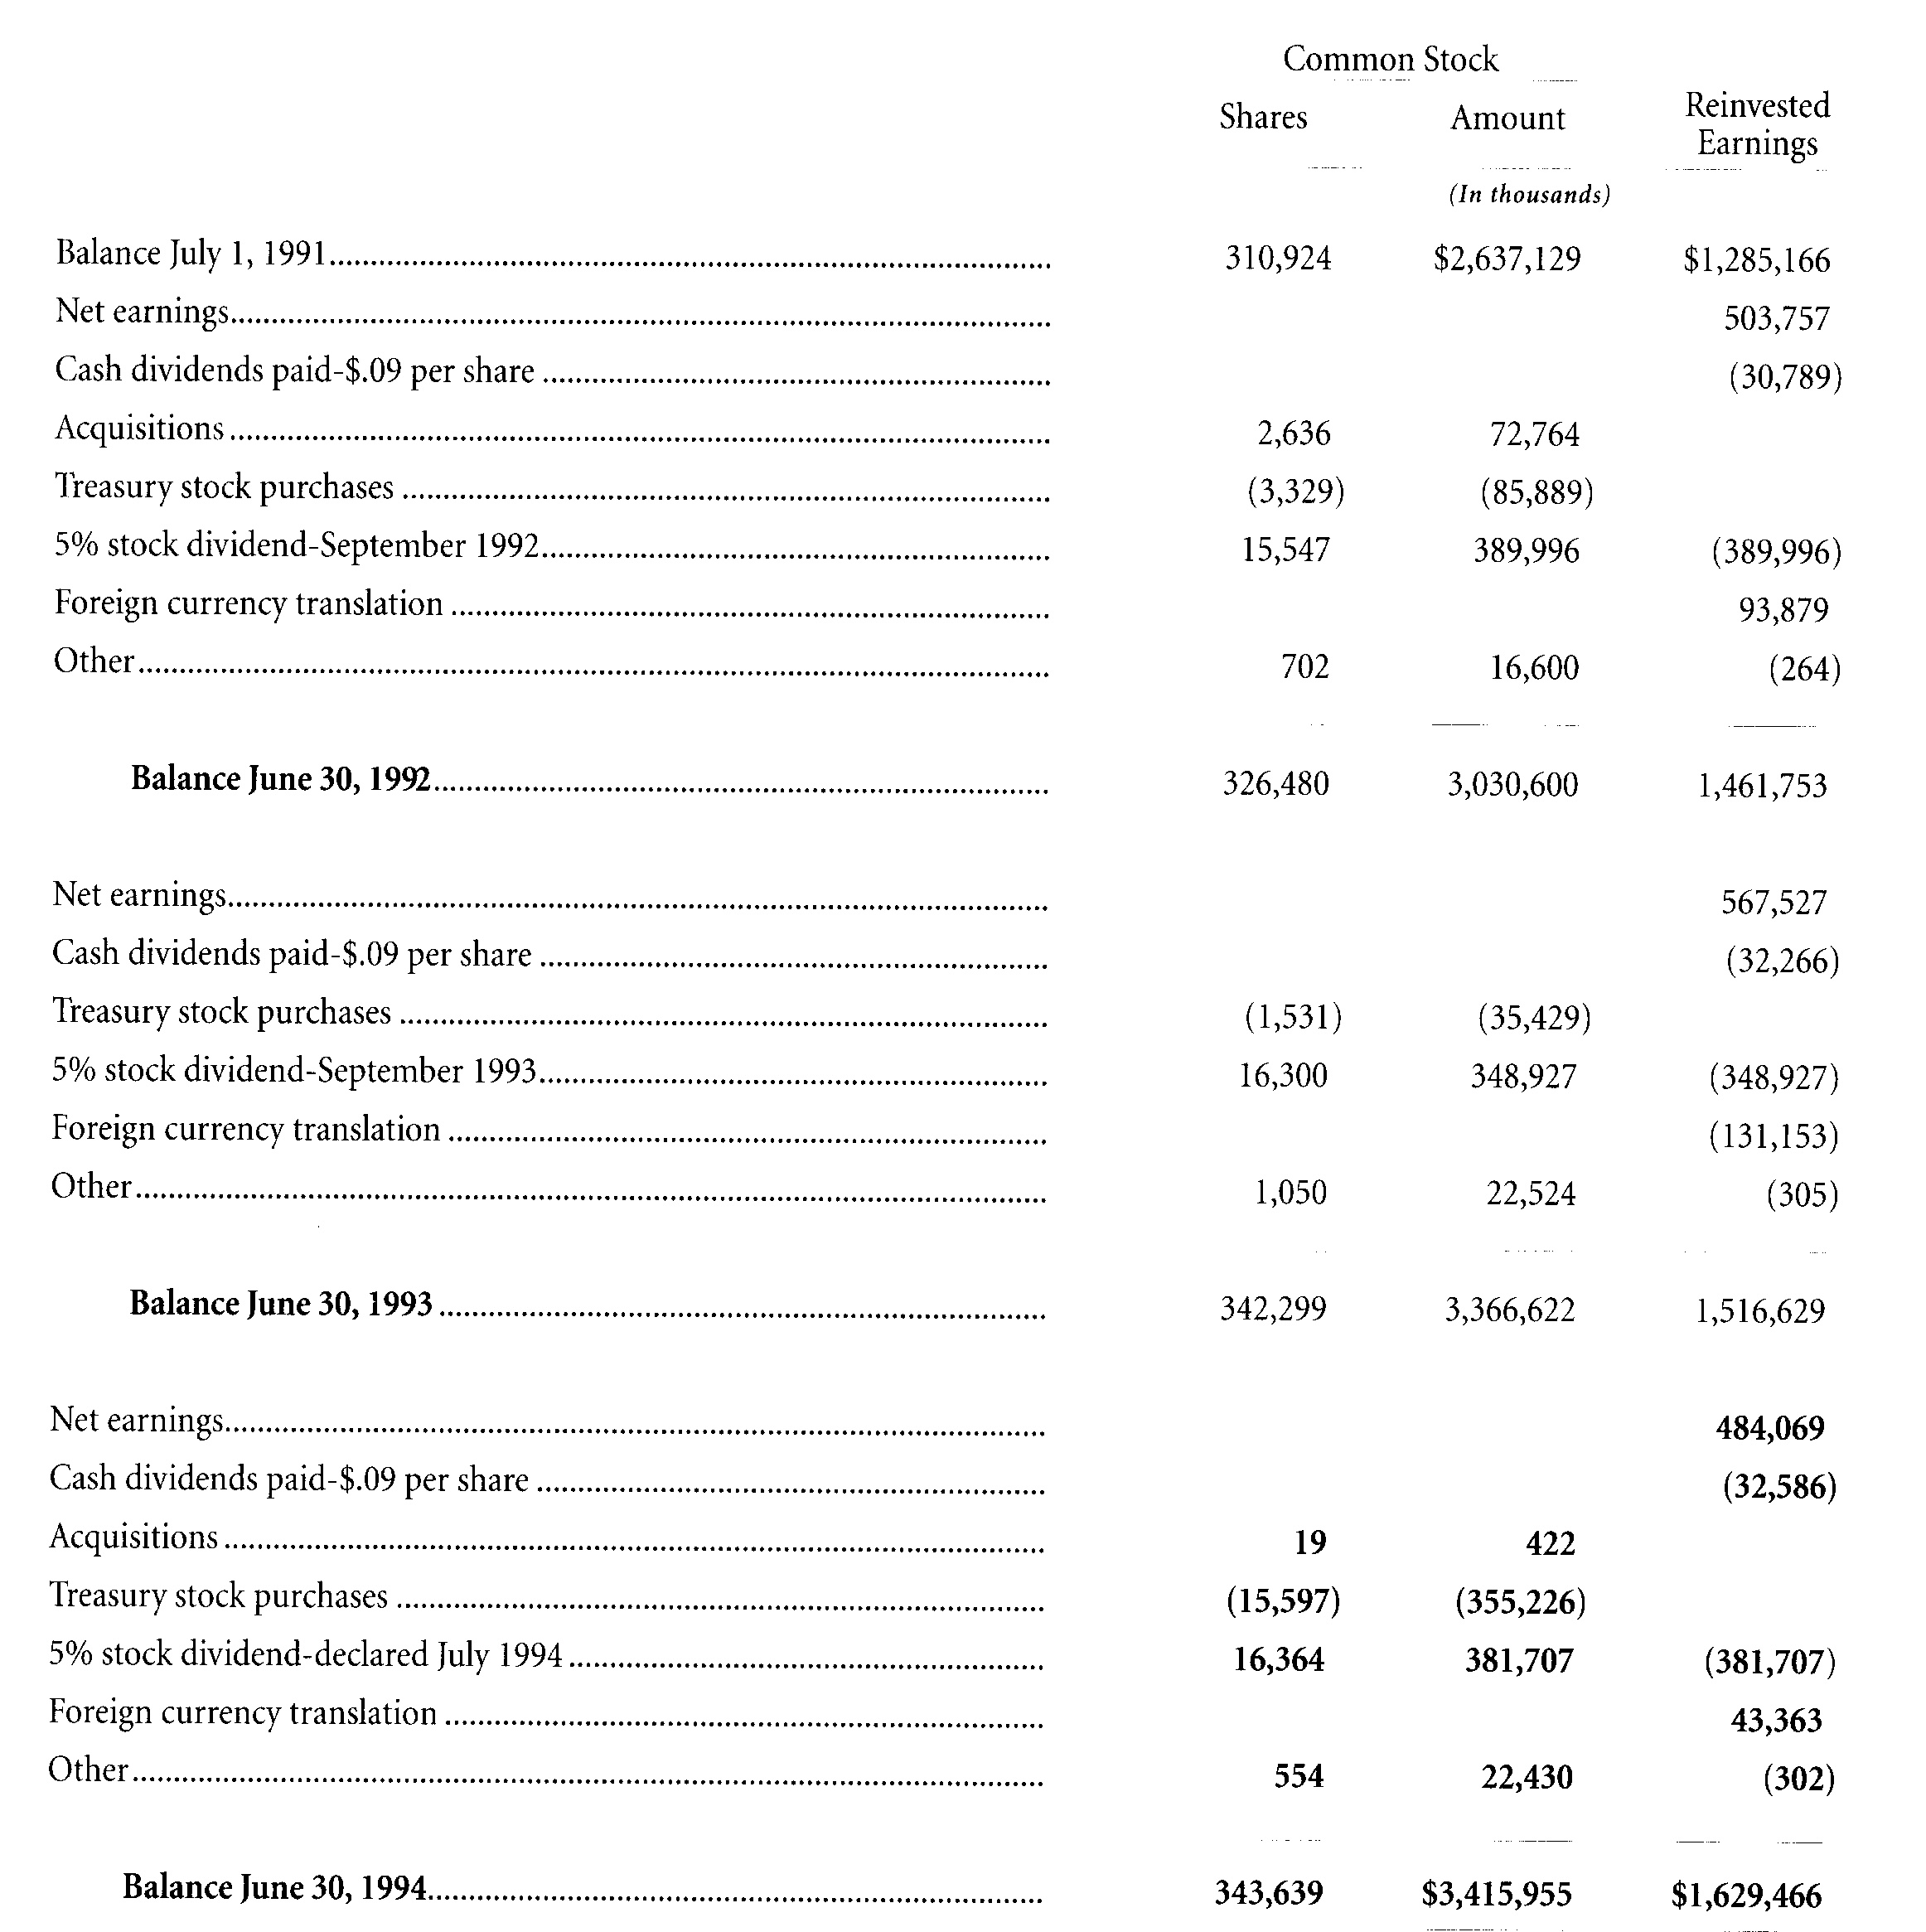 Common Stock
Shares Amount Reinvested Earnings
(In thousands)
Balance July 1, 1991 310,924 $2,637,129 $1,285,166
Net earnings 503,757
Cash dividends paid-$.09 per share (30,789)
Acquisitions 2,636 72,764
Treasury stock purchases (3,329) (85,889)
5% stock dividend-September 1992 15,547 389,996 (389,996)
Foreign currency translation 93,879
Other 702 16,600 (264)
Balance June 30, 1992 326,480 3,030,600 1,461,753
Net earnings 567,527
Cash dividends paid-$.09 per share (32,266)
Treasury stock purchases (1,531) (35,429)
5% stock dividend-September 1993 16,300 348,927 (348,927)
Foreign currency translation (131,153)
Other 1,050 22,524 (305)
Balance June 30, 1993 342,299 3,366,622 1,516,629
Net earnings 484,069
Cash dividends paid-$.09 per share (32,586)
Acquisitions 19 422
Treasury stock purchases (15,597) (355,226)
5% stock dividend-declared July 1994 16,364 381,707 (381,707)
Foreign currency translation 43,363
Other 554 22,430 (302)
Balance June 30, 1994 343,639 $3,415,955 $1,629,466